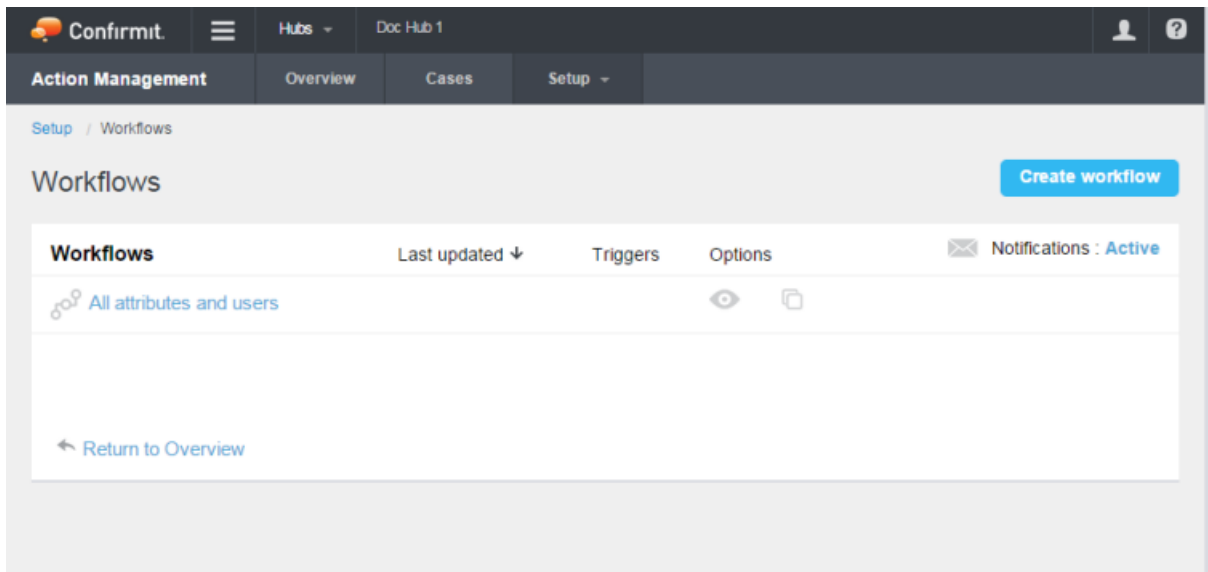 Confirmit. Hubs Doc Hub 1
Action Management Overview Cases Setup
Setup / Workflows
Workflows
Create workflow
Workflows Last updated Triggers Options Notifications : Active
All attributes and users
Return to Overview